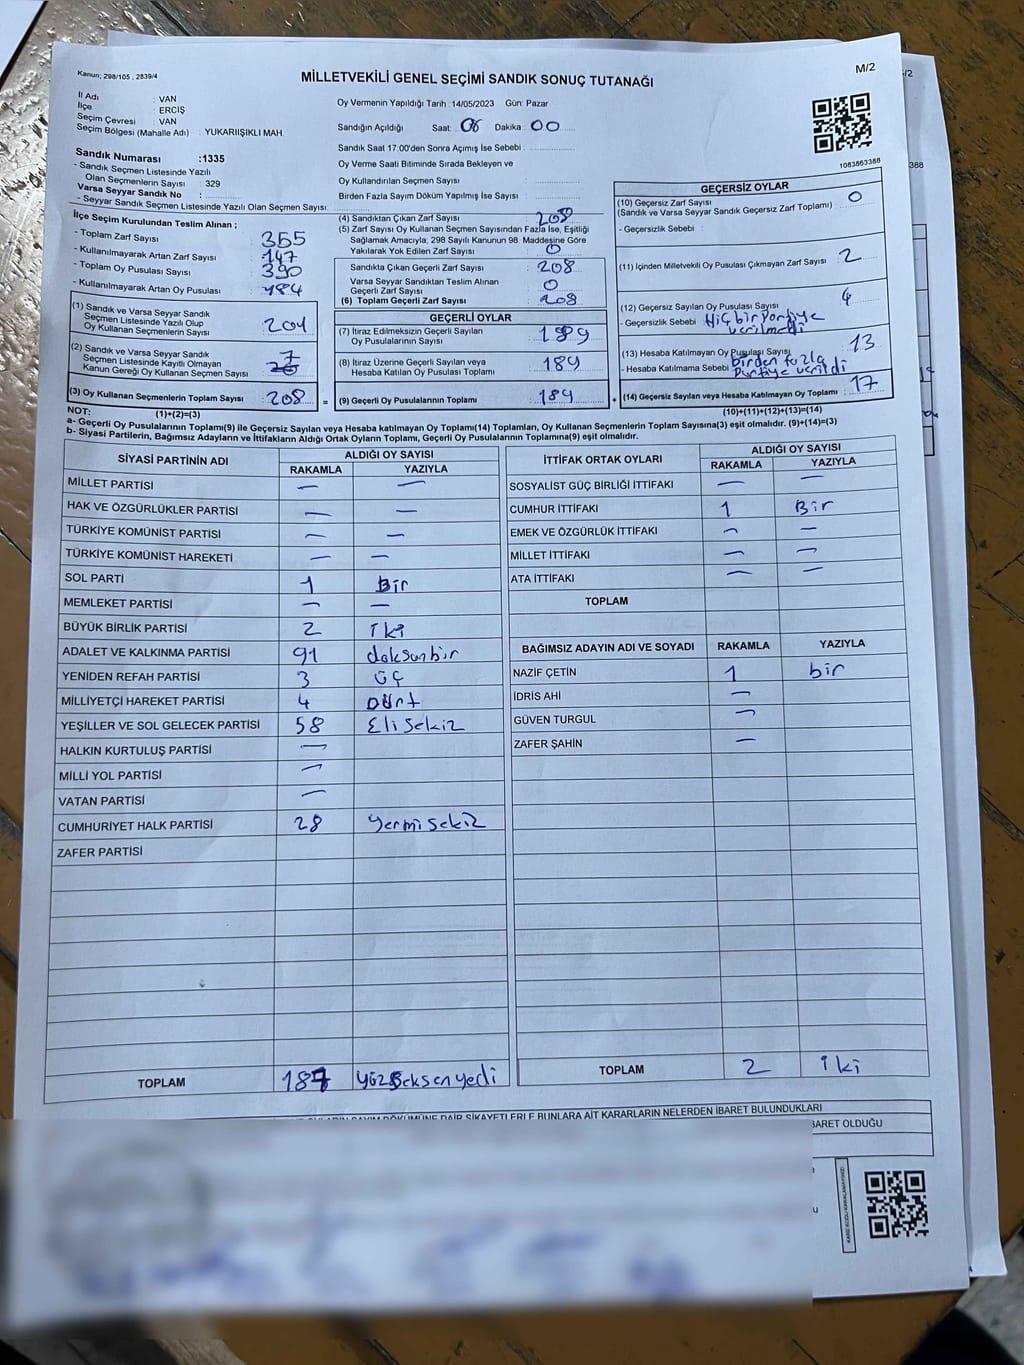 Kanun; 298/105 , 2839/4
MİLLETVEKİLİ GENEL SEÇİMİ SANDIK SONUÇ TUTANAĞI
M/2
İl Adı : VAN
İlçe : ERCİŞ
Seçim Çevresi : VAN
Seçim Bölgesi (Mahalle Adı) : YUKARIIŞIKLI MAH.
Sandık Numarası :1335
- Sandık Seçmen Listesinde Yazılı
Olan Seçmenlerin Sayısı : 329
Varsa Seyyar Sandık No :
- Seyyar Sandık Seçmen Listesinde Yazılı Olan Seçmen Sayısı:
Oy Vermenin Yapıldığı Tarih : 14/05/2023 Gün: Pazar
Sandığın Açıldığı Saat: 08 Dakika: 00
Sandık Saat 17.00'den Sonra Açımış İse Sebebi :
Oy Verme Saati Bitiminde Sırada Bekleyen ve
Oy Kullandırılan Seçmen Sayısı
Birden Fazla Sayım Döküm Yapılmış İse Sayısı :
1083863388
İlçe Seçim Kurulundan Teslim Alınan ;
- Toplam Zarf Sayısı : 355
- Kullanılmayarak Artan Zarf Sayısı : 147
- Toplam Oy Pusulası Sayısı : 390
- Kullanılmayarak Artan Oy Pusulası : 184
(1) Sandık ve Varsa Seyyar Sandık
Seçmen Listesinde Yazılı Olup
Oy Kullanan Seçmenlerin Sayısı : 201
(2) Sandık ve Varsa Seyyar Sandık
Seçmen Listesinde Kayıtlı Olmayan
Kanun Gereği Oy Kullanan Seçmen Sayısı : 7
(3) Oy Kullanan Seçmenlerin Toplam Sayısı : 208
(4) Sandıktan Çıkan Zarf Sayısı : 208
(5) Zarf Sayısı Oy Kullanan Seçmen Sayısından Fazla İse, Eşitliği
Sağlamak Amacıyla, 298 Sayılı Kanunun 98. Maddesine Göre
Yakılarak Yok Edilen Zarf Sayısı : 0
Sandıkta Çıkan Geçerli Zarf Sayısı : 208
Varsa Seyyar Sandıktan Teslim Alınan
Geçerli Zarf Sayısı : 0
(6) Toplam Geçerli Zarf Sayısı : 208
GEÇERLİ OYLAR
(7) İtiraz Edilmeksizin Geçerli Sayılan
Oy Pusulasının Sayısı : 189
(8) İtiraz Üzerine Geçerli Sayılan veya
Hesaba Katılan Oy Pusulası Toplamı : 189
= (9) Geçerli Oy Pusulalarının Toplamı : 189
GEÇERSİZ OYLAR
(10) Geçersiz Zarf Sayısı : 0
(Sandık ve Varsa Seyyar Sandık Geçersiz Zarf Toplamı)
- Geçersizlik Sebebi :
(11) İçinden Milletvekili Oy Pusulası Çıkmayan Zarf Sayısı : 2
(12) Geçersiz Sayılan Oy Pusulası Sayısı
- Geçersizlik Sebebi : Hiçbir Partiye
verilmedi
(13) Hesaba Katılmayan Oy Pusulası Sayısı : 13
- Hesaba Katılmama Sebebi : birden fazla
Partiye verildi
+ (14) Geçersiz Sayılan veya Hesaba Katılmayan Oy Toplamı : 17
NOT: (1)+(2)=(3)
(10)+(11)+(12)+(13)=(14)
a- Geçerli Oy Pusulalarının Toplamı(9) ile Geçersiz Sayılan veya Hesaba katılmayan Oy Toplamı(14) Toplamları, Oy Kullanan Seçmenlerin Toplam Sayısına(3) eşit olmalıdır. (9)+(14)=(3)
b- Siyasi Partilerin, Bağımsız Adayların ve İttifakların Aldığı Ortak Oyların Toplamı, Geçerli Oy Pusulalarının Toplamına(9) eşit olmalıdır.
SİYASİ PARTİNİN ADI ALDIĞI OY SAYISI
RAKAMLA YAZIYLA
MİLLET PARTİSI — —
HAK VE ÖZGÜRLÜKLER PARTİSİ — —
TÜRKİYE KOMÜNİST PARTİSİ — —
TÜRKİYE KOMÜNİST HAREKETİ — —
SOL PARTİ 1 Bir
MEMLEKET PARTİSİ — —
BÜYÜK BİRLİK PARTİSİ 2 iki
ADALET VE KALKINMA PARTİSİ 91 doksanbir
YENİDEN REFAH PARTİSİ 3 üç
MİLLİYETÇİ HAREKET PARTİSİ 4 Dört
YEŞİLLER VE SOL GELECEK PARTİSİ 58 Eli Sekiz
HALKIN KURTULUŞ PARTİSİ —
MİLLİ YOL PARTİSİ —
VATAN PARTİSİ —
CUMHURİYET HALK PARTİSİ 28 Yermi sekiz
ZAFER PARTİSİ
TOPLAM 187 Yüzseksenyedi
İTTİFAK ORTAK OYLARI ALDIĞI OY SAYISI
RAKAMLA YAZIYLA
SOSYALİST GÜÇ BİRLİĞİ İTTİFAKI — —
CUMHUR İTTİFAKI 1 Bir
EMEK VE ÖZGÜRLÜK İTTİFAKI — —
MİLLET İTTİFAKI — —
ATA İTTİFAKI — —
TOPLAM
BAĞIMSIZ ADAYIN ADI VE SOYADI RAKAMLA YAZIYLA
NAZİF ÇETİN 1 bir
İDRİS AHİ —
GÜVEN TURGUL —
ZAFER ŞAHİN —
TOPLAM 2 iki
SAYIM DÖKÜMÜNE DAİR ŞİKAYETLERLE BUNLARA AİT KARARLARIN NELERDEN İBARET BULUNDUKLARI
BARET OLDUĞU